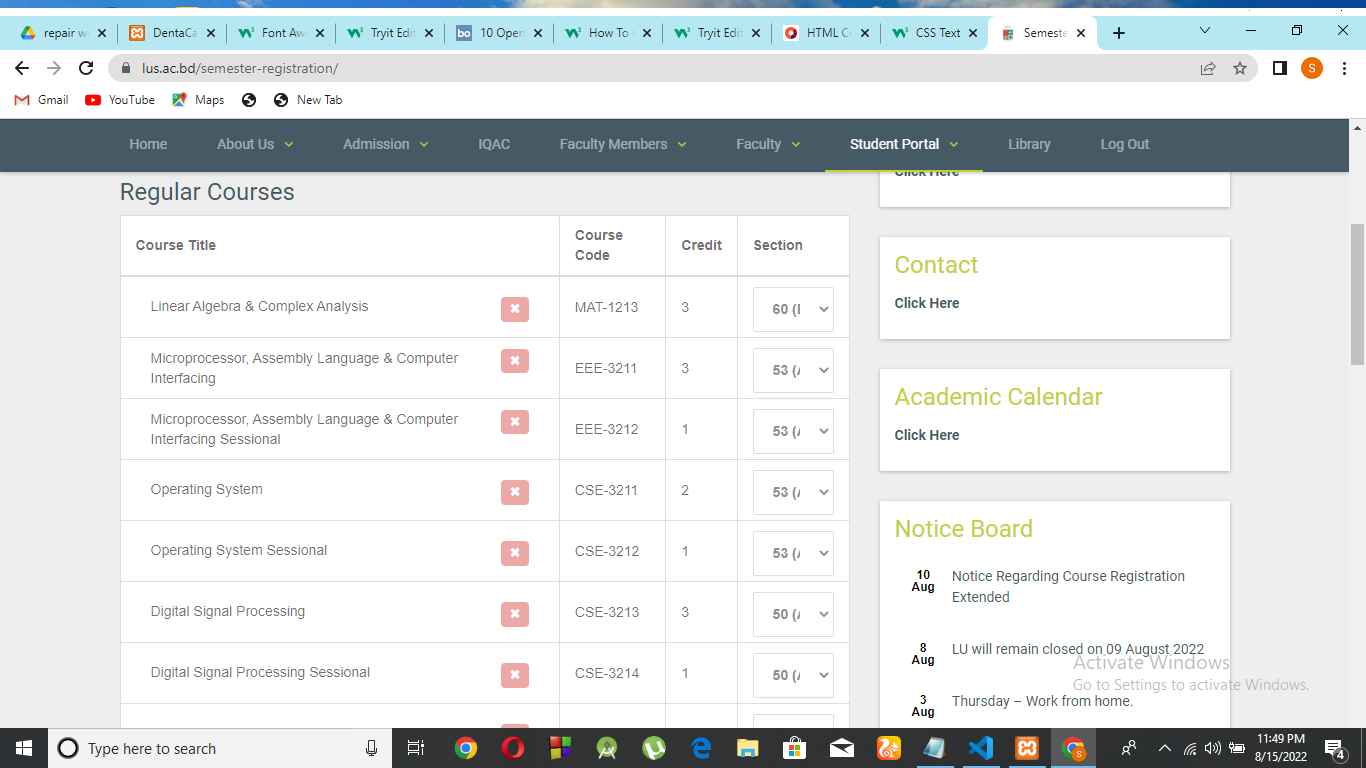 repair w
DentaCa
Font Aw
Tryit Edit
bo
10 Open
How To
Tryit Edit
HTML C
CSS Text
Semeste
lus.ac.bd/semester-registration/
S
Gmail
YouTube
Maps
New Tab
Home
About Us
Admission
IQAC
Faculty Members
Faculty
Student Portal
Library
Log Out
Regular Courses
Course Title
Course
Code
Credit
Section
Linear Algebra & Complex Analysis
MAT-1213
3
60 (
Microprocessor, Assembly Language & Computer
Interfacing
EEE-3211
3
53 (
Microprocessor, Assembly Language & Computer
Interfacing Sessional
EEE-3212
1
53 (
Operating System
CSE-3211
2
53 (
Operating System Sessional
CSE-3212
1
53 (
Digital Signal Processing
CSE-3213
3
50 (
Digital Signal Processing Sessional
CSE-3214
1
50 (
Click Here
Contact
Click Here
Academic Calendar
Click Here
Notice Board
10
Aug
Notice Regarding Course Registration
Extended
8
Aug
LU will remain closed on 09 August 2022
3
Aug
Thursday – Work from home.
Activate Windows
Go to Settings to activate Windows.
Type here to search
11:49 PM
8/15/2022
4